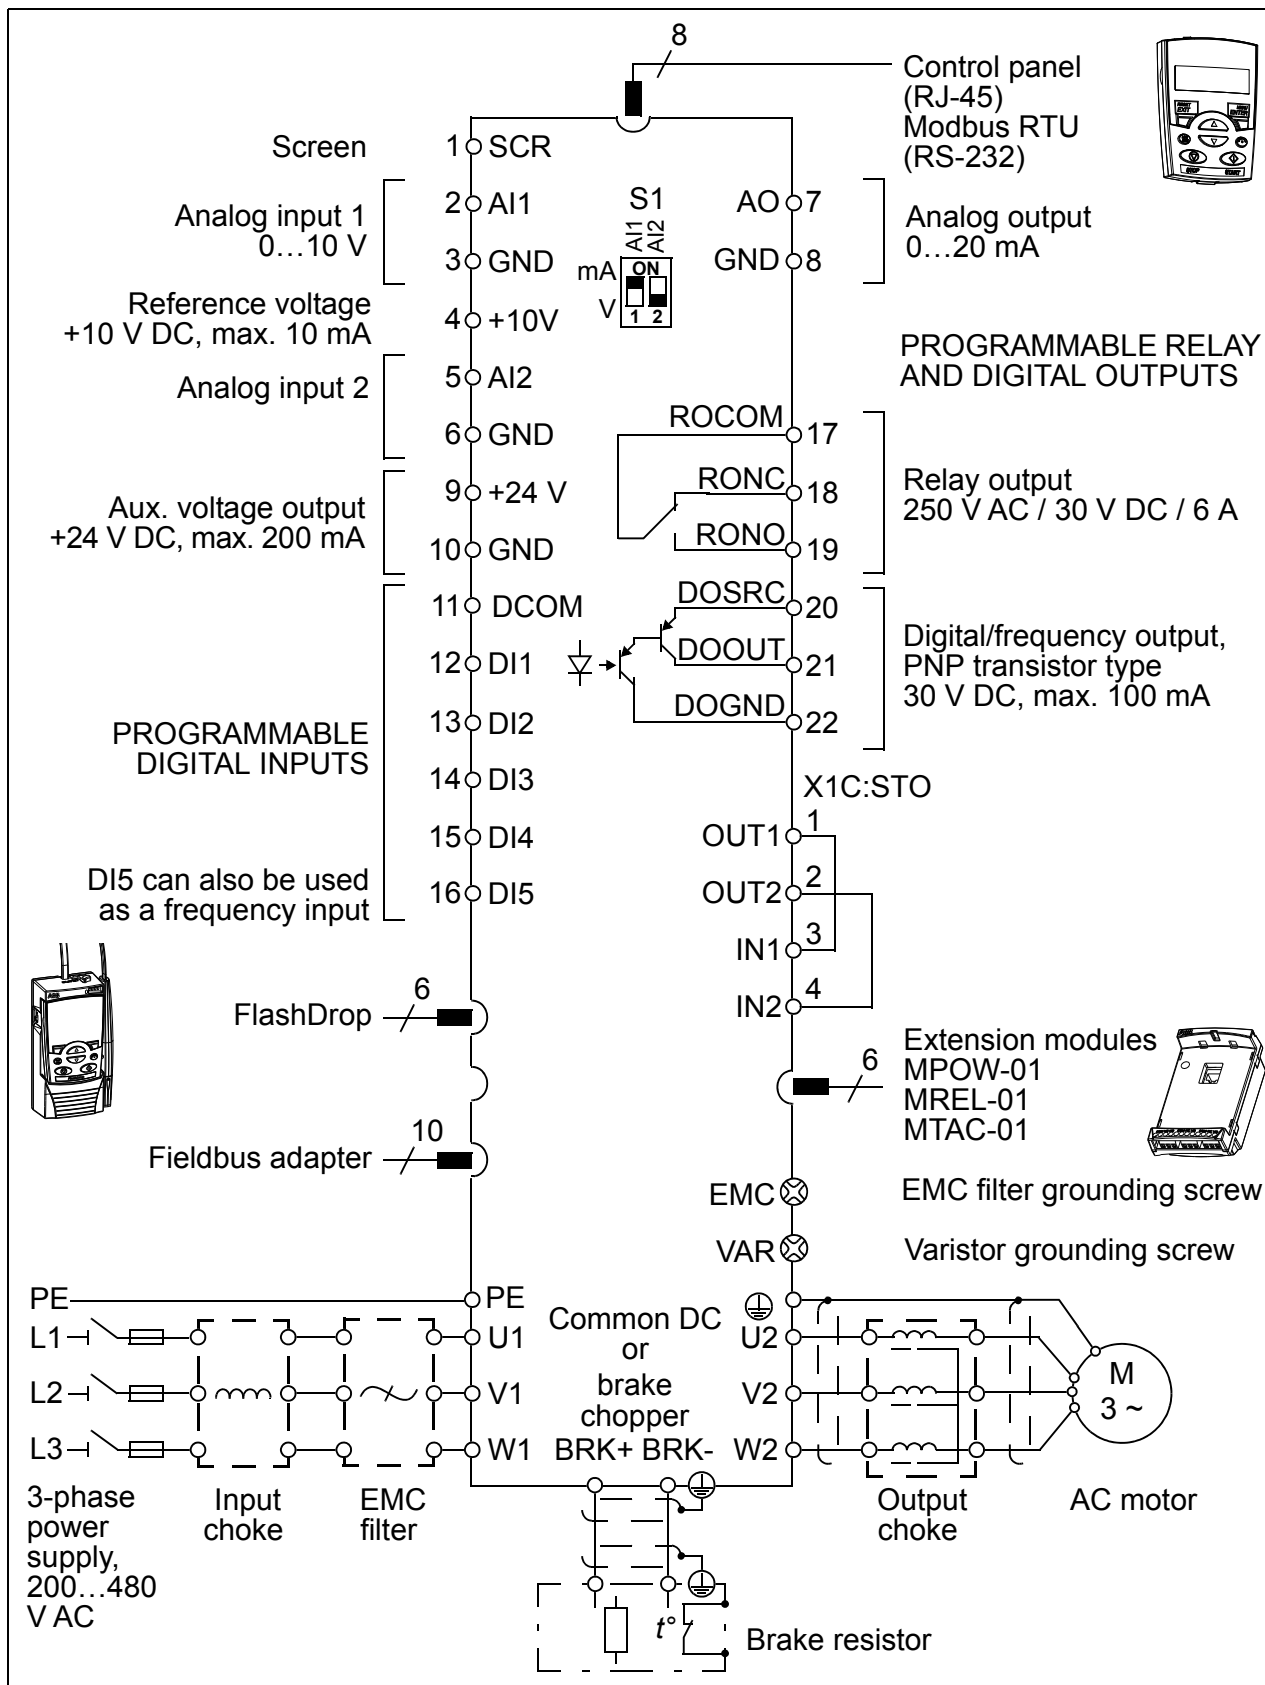 8
Control panel
(RJ-45)
Modbus RTU
(RS-232)
RESET
EXIT
MENU
ENTER
STOP
START
Screen
1 SCR
Analog input 1
0…10 V
2 AI1
3 GND
S1
AI1
AI2
mA
V
ON
1 2
AO 7
GND 8
Analog output
0…20 mA
Reference voltage
+10 V DC, max. 10 mA
4 +10V
Analog input 2
5 AI2
6 GND
PROGRAMMABLE RELAY
AND DIGITAL OUTPUTS
ROCOM 17
RONC 18
RONO 19
Relay output
250 V AC / 30 V DC / 6 A
Aux. voltage output
+24 V DC, max. 200 mA
9 +24 V
10 GND
11 DCOM
12 DI1
13 DI2
14 DI3
15 DI4
16 DI5
PROGRAMMABLE
DIGITAL INPUTS
DI5 can also be used
as a frequency input
DOSRC 20
DOOUT 21
DOGND 22
Digital/frequency output,
PNP transistor type
30 V DC, max. 100 mA
X1C:STO
OUT1 1
OUT2 2
IN1 3
IN2 4
ABB
FlashDrop 6
Fieldbus adapter 10
6
Extension modules
MPOW-01
MREL-01
MTAC-01
EMC
EMC filter grounding screw
VAR
Varistor grounding screw
PE PE
L1 U1
L2 V1
L3 W1
Common DC
or
brake
chopper
BRK+ BRK-
U2
V2
W2
M
3 ~
3-phase
power
supply,
200…480
V AC
Input
choke
EMC
filter
Output
choke
AC motor
t°
Brake resistor